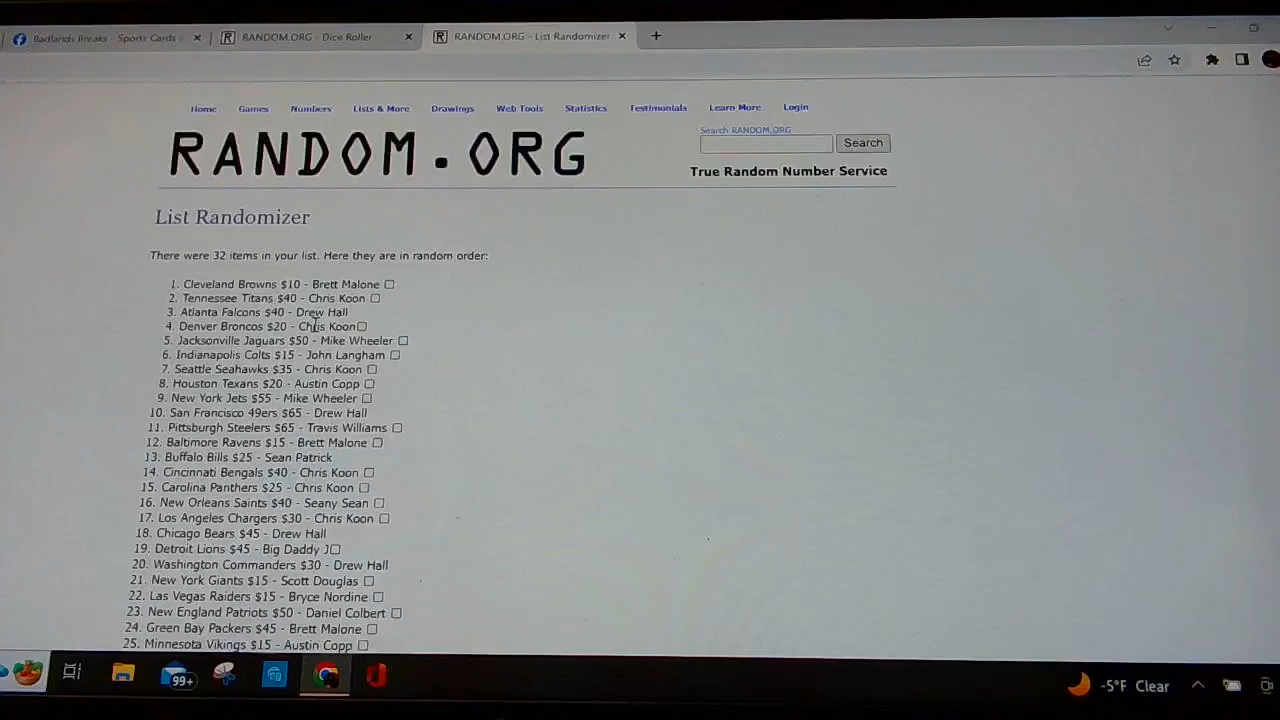 Badlands Breaks - Sports Cards
RANDOM.ORG - Dice Roller
RANDOM.ORG - List Randomizer
Home Games Numbers Lists & More Drawings Web Tools Statistics Testimonials Learn More Login
RANDOM.ORG
Search RANDOM.ORG
Search
True Random Number Service
List Randomizer
There were 32 items in your list. Here they are in random order:
1. Cleveland Browns $10 - Brett Malone
2. Tennessee Titans $40 - Chris Koon
3. Atlanta Falcons $40 - Drew Hall
4. Denver Broncos $20 - Chris Koon
5. Jacksonville Jaguars $50 - Mike Wheeler
6. Indianapolis Colts $15 - John Langham
7. Seattle Seahawks $35 - Chris Koon
8. Houston Texans $20 - Austin Copp
9. New York Jets $55 - Mike Wheeler
10. San Francisco 49ers $65 - Drew Hall
11. Pittsburgh Steelers $65 - Travis Williams
12. Baltimore Ravens $15 - Brett Malone
13. Buffalo Bills $25 - Sean Patrick
14. Cincinnati Bengals $40 - Chris Koon
15. Carolina Panthers $25 - Chris Koon
16. New Orleans Saints $40 - Seany Sean
17. Los Angeles Chargers $30 - Chris Koon
18. Chicago Bears $45 - Drew Hall
19. Detroit Lions $45 - Big Daddy J
20. Washington Commanders $30 - Drew Hall
21. New York Giants $15 - Scott Douglas
22. Las Vegas Raiders $15 - Bryce Nordine
23. New England Patriots $50 - Daniel Colbert
24. Green Bay Packers $45 - Brett Malone
25. Minnesota Vikings $15 - Austin Copp
99+
-5°F Clear